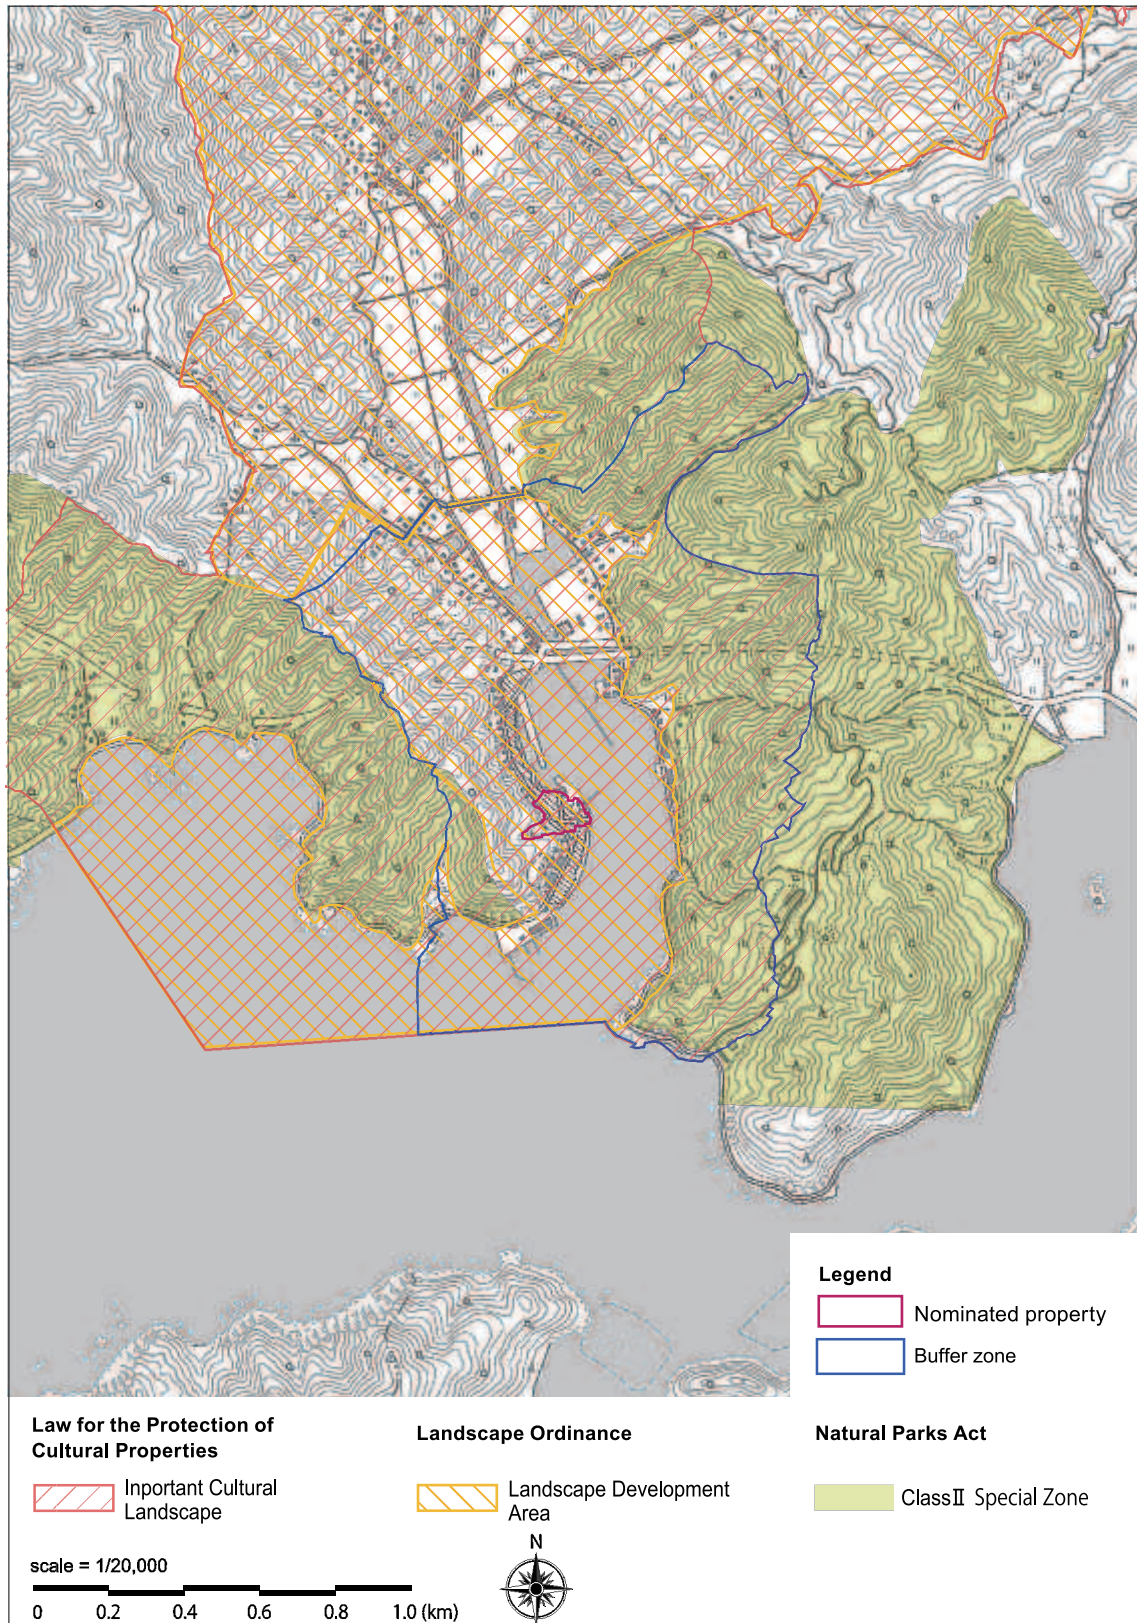 Legend
Nominated property
Buffer zone
Law for the Protection of
Cultural Properties
Inportant Cultural
Landscape
Landscape Ordinance
Landscape Development
Area
Natural Parks Act
ClassⅡ Special Zone
scale = 1/20,000
0 0.2 0.4 0.6 0.8 1.0 (km)
N